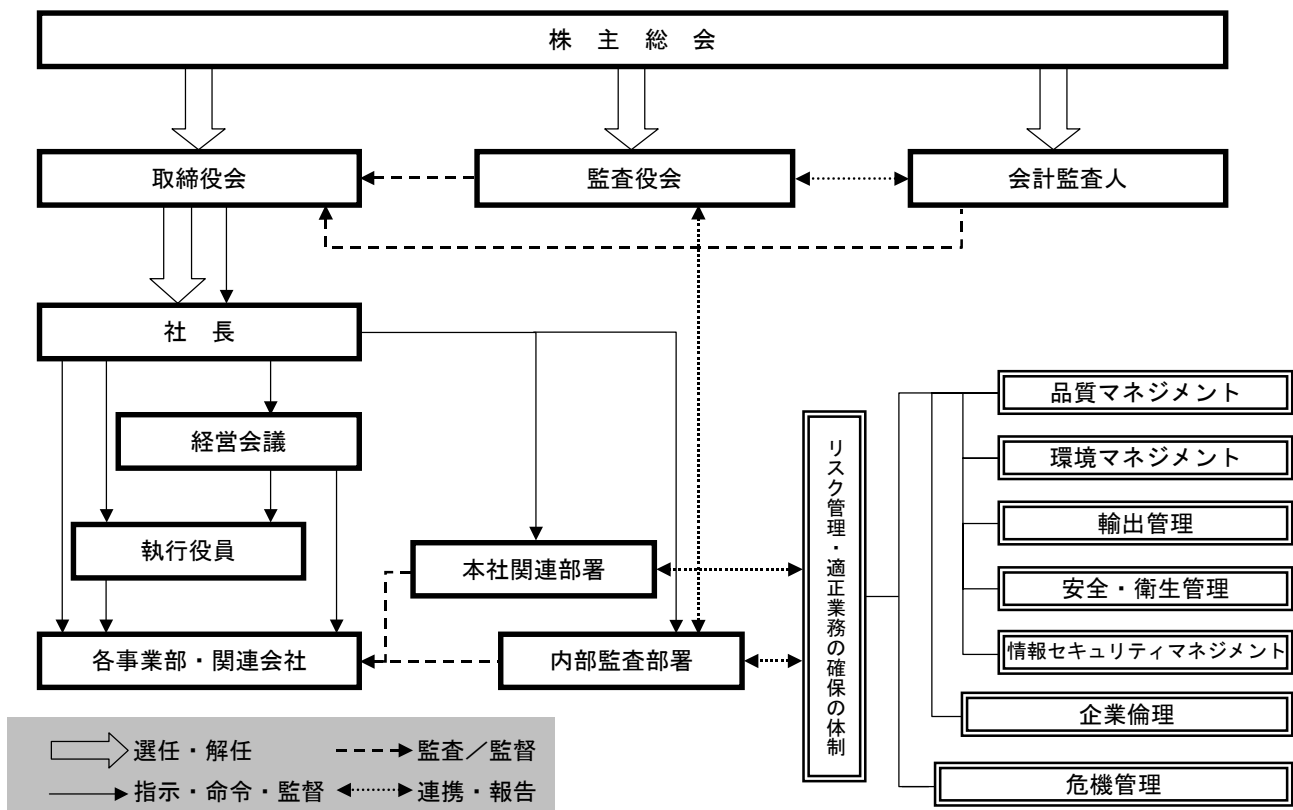 株 主 総 会
取締役会
監査役会
会計監査人
社 長
経営会議
執行役員
本社関連部署
各事業部・関連会社
内部監査部署
リスク管理・適正業務の確保の体制
品質マネジメント
環境マネジメント
輸出管理
安全・衛生管理
情報セキュリティマネジメント
企業倫理
危機管理
選任・解任
監査／監督
指示・命令・監督
連携・報告